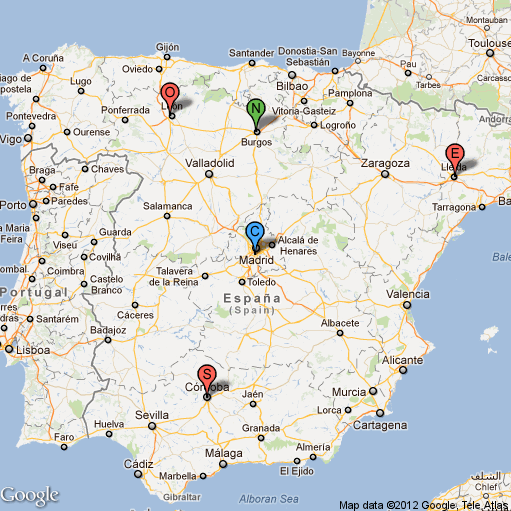 Gijón
A Coruña
Oviedo
Santander
Donostia-San
Sebastián
Bayonne
Montauban
Toulouse
Lugo
Bilbao
Pau
Tarbes
O
León
N
Vitoria-Gasteiz
Pamplona
Ponferrada
Pontevedra
Logroño
Vigo
Ourense
Burgos
Andorra
E
Lleida
Chaves
Valladolid
Zaragoza
Braga
Fafe
Porto
Paredes
Salamanca
Tarragona
C
Viseu
Guarda
Alcalá de
Henares
Madrid
Covilhã
Coimbra
Talavera
de la Reina
Toledo
Castelo
Branco
Portugal
España
(Spain)
Valencia
Santarém
Cáceres
Badajoz
Albacete
Lisboa
Alicante
S
Córdoba
Murcia
Jaén
Lorca
Cartagena
Huelva
Sevilla
Faro
Granada
Almería
Cádiz
Málaga
El Ejido
Marbella
Gibraltar
Alboran Sea
Google
Map data ©2012 Google, Tele Atlas